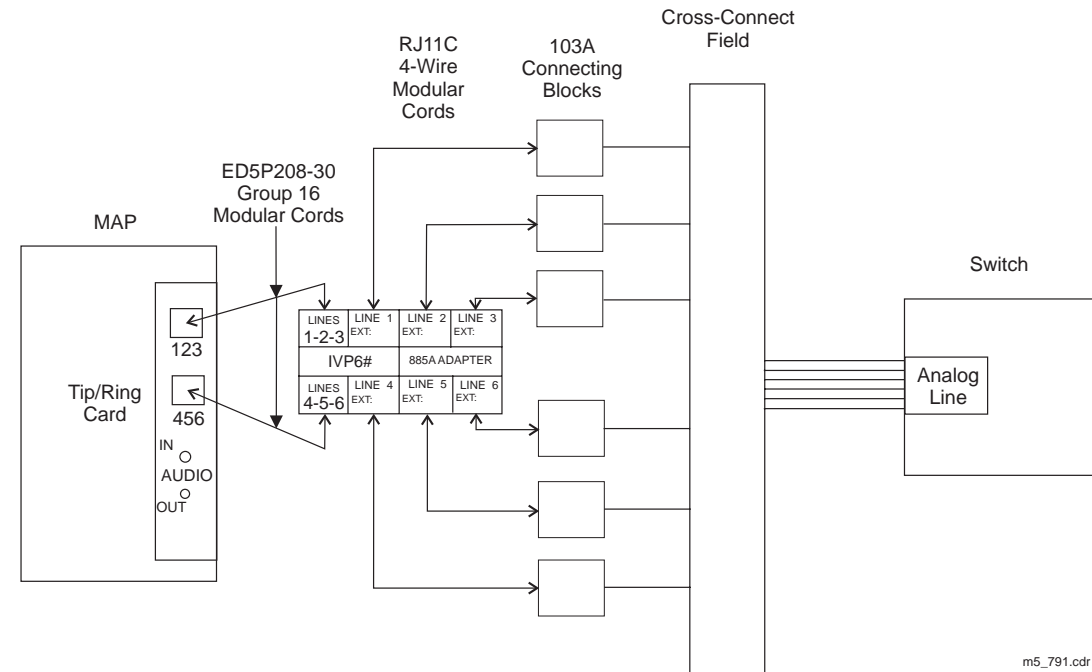 Cross-Connect
Field
RJ11C
4-Wire
Modular
Cords
103A
Connecting
Blocks
ED5P208-30
Group 16
Modular Cords
MAP
Switch
123
Tip/Ring
Card
456
IN
AUDIO
OUT
LINES
1-2-3
LINE 1
EXT:
LINE 2
EXT:
LINE 3
EXT:
IVP6#
885A ADAPTER
LINES
4-5-6
LINE 4
EXT:
LINE 5
EXT:
LINE 6
EXT:
Analog
Line
m5_791.cdr